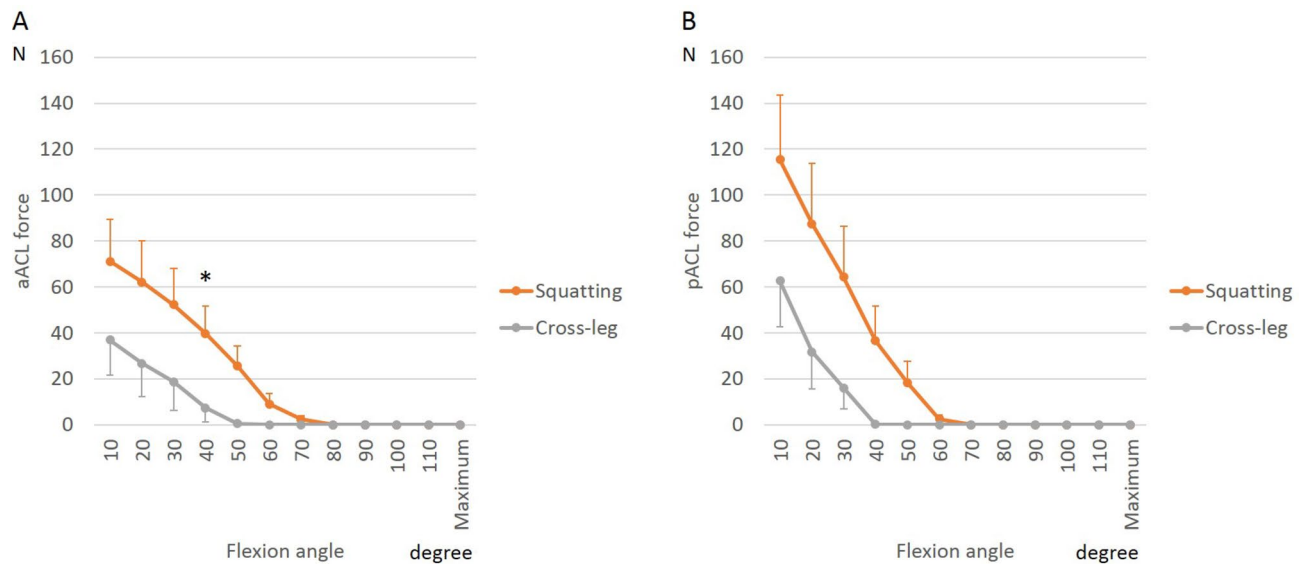 A
N
160
140
120
100
80
60
40
20
0
aACL force
*
10 20 30 40 50 60 70 80 90 100 110 Maximum
Flexion angle degree
Squatting
Cross-leg
B
N
160
140
120
100
80
60
40
20
0
pACL force
10 20 30 40 50 60 70 80 90 100 110 Maximum
Flexion angle degree
Squatting
Cross-leg